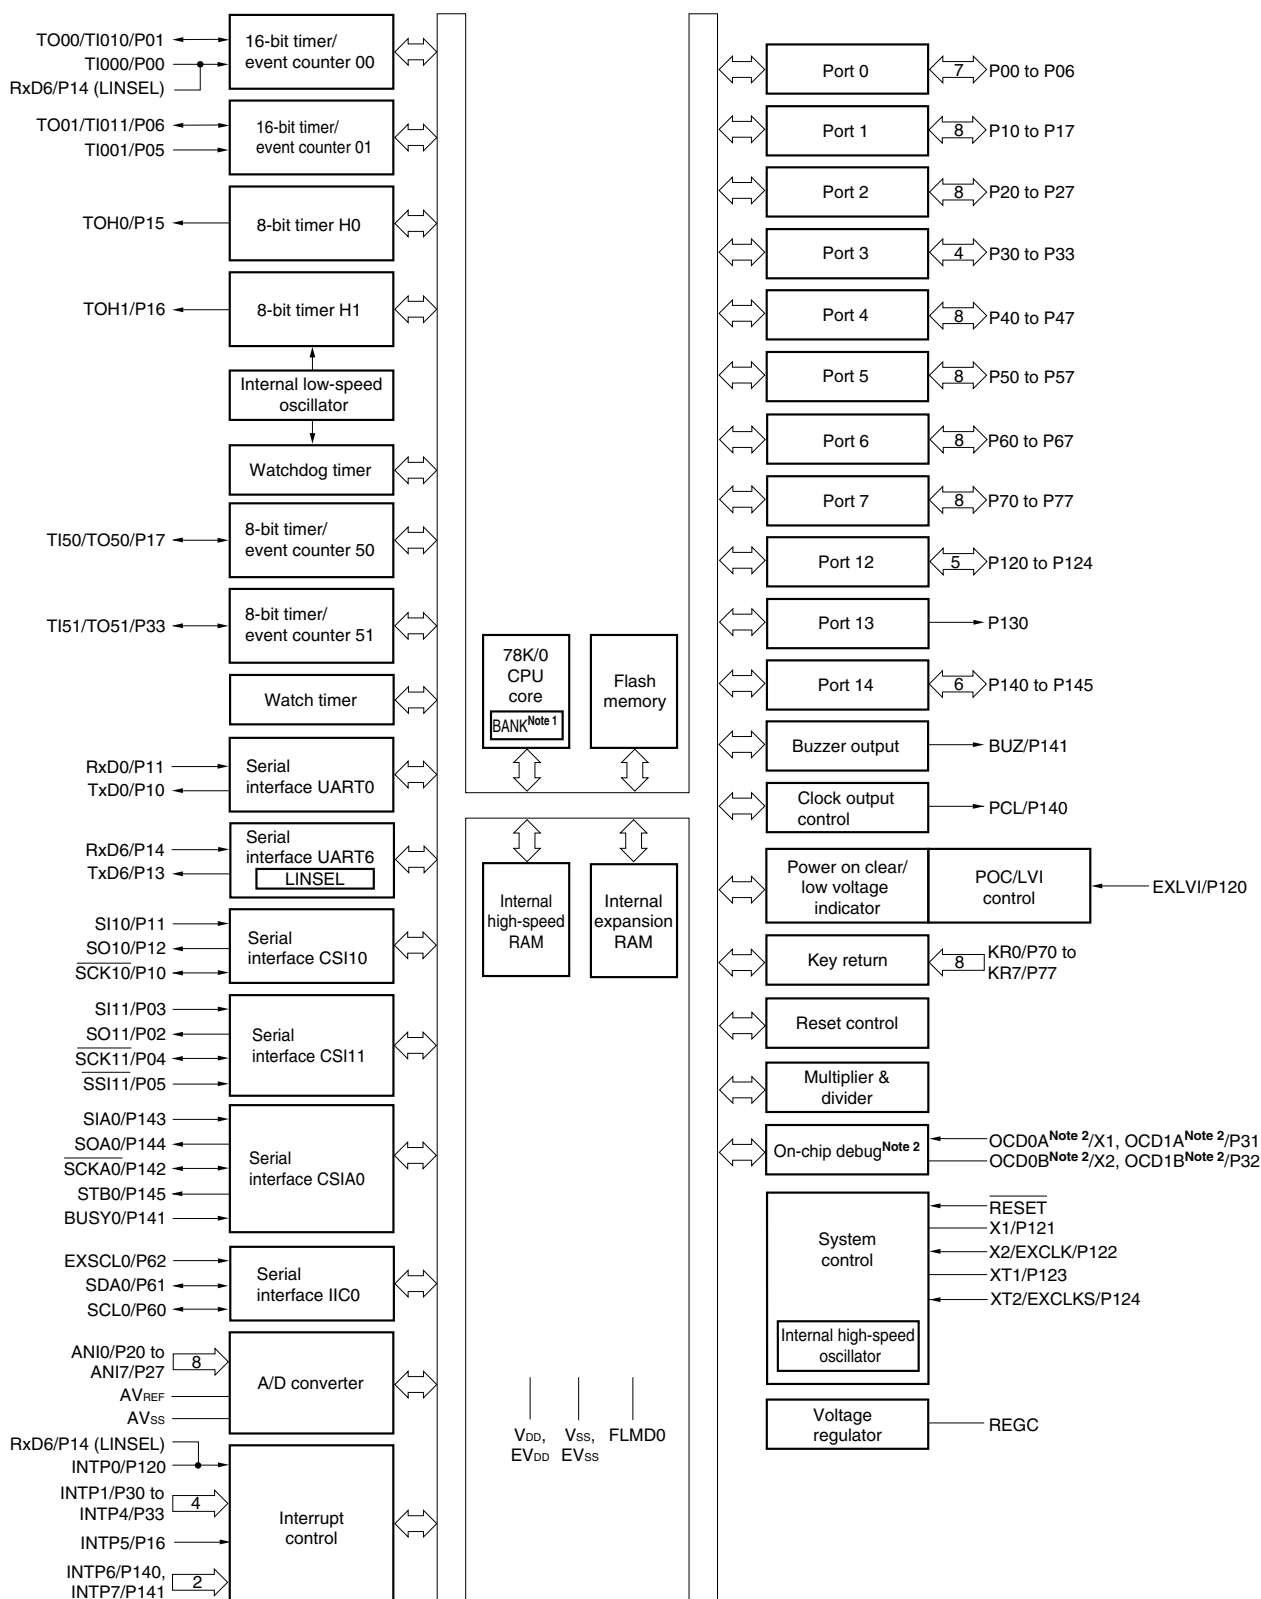 TO00/TI010/P01
TI000/P00
RxD6/P14 (LINSEL)
16-bit timer/
event counter 00
TO01/TI011/P06
TI001/P05
16-bit timer/
event counter 01
TOH0/P15
8-bit timer H0
TOH1/P16
8-bit timer H1
Internal low-speed
oscillator
Watchdog timer
TI50/TO50/P17
8-bit timer/
event counter 50
TI51/TO51/P33
8-bit timer/
event counter 51
Watch timer
RxD0/P11
TxD0/P10
Serial
interface UART0
RxD6/P14
TxD6/P13
Serial
interface UART6
LINSEL
SI10/P11
SO10/P12
SCK10/P10
Serial
interface CSI10
SI11/P03
SO11/P02
SCK11/P04
SSI11/P05
Serial
interface CSI11
SIA0/P143
SOA0/P144
SCKA0/P142
STB0/P145
BUSY0/P141
Serial
interface CSIA0
EXSCL0/P62
SDA0/P61
SCL0/P60
Serial
interface IIC0
ANI0/P20 to
ANI7/P27
8
AVREF
AVSS
A/D converter
RxD6/P14 (LINSEL)
INTP0/P120
INTP1/P30 to
INTP4/P33
4
INTP5/P16
INTP6/P140,
INTP7/P141
2
Interrupt
control
78K/0
CPU
core
BANK Note 1
Flash
memory
Internal
high-speed
RAM
Internal
expansion
RAM
VDD,
EVDD
VSS,
EVSS
FLMD0
Port 0
7
P00 to P06
Port 1
8
P10 to P17
Port 2
8
P20 to P27
Port 3
4
P30 to P33
Port 4
8
P40 to P47
Port 5
8
P50 to P57
Port 6
8
P60 to P67
Port 7
8
P70 to P77
Port 12
5
P120 to P124
Port 13
P130
Port 14
6
P140 to P145
Buzzer output
BUZ/P141
Clock output
control
PCL/P140
Power on clear/
low voltage
indicator
POC/LVI
control
EXLVI/P120
Key return
8
KR0/P70 to
KR7/P77
Reset control
Multiplier &
divider
On-chip debug Note 2
OCD0A Note 2/X1, OCD1A Note 2/P31
OCD0B Note 2/X2, OCD1B Note 2/P32
System
control
RESET
X1/P121
X2/EXCLK/P122
XT1/P123
XT2/EXCLKS/P124
Internal high-speed
oscillator
Voltage
regulator
REGC